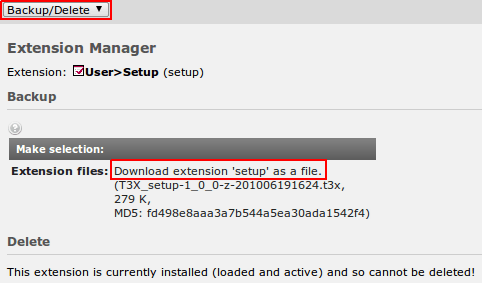 Backup/Delete ▼
Extension Manager
Extension: User>Setup (setup)
Backup
Make selection:
Extension files: Download extension 'setup' as a file.
(T3X_setup-1_0_0-z-201006191624.t3x,
279 K,
MD5: fd498e8aaa3a7b544a5ea30ada1542f4)
Delete
This extension is currently installed (loaded and active) and so cannot be deleted!